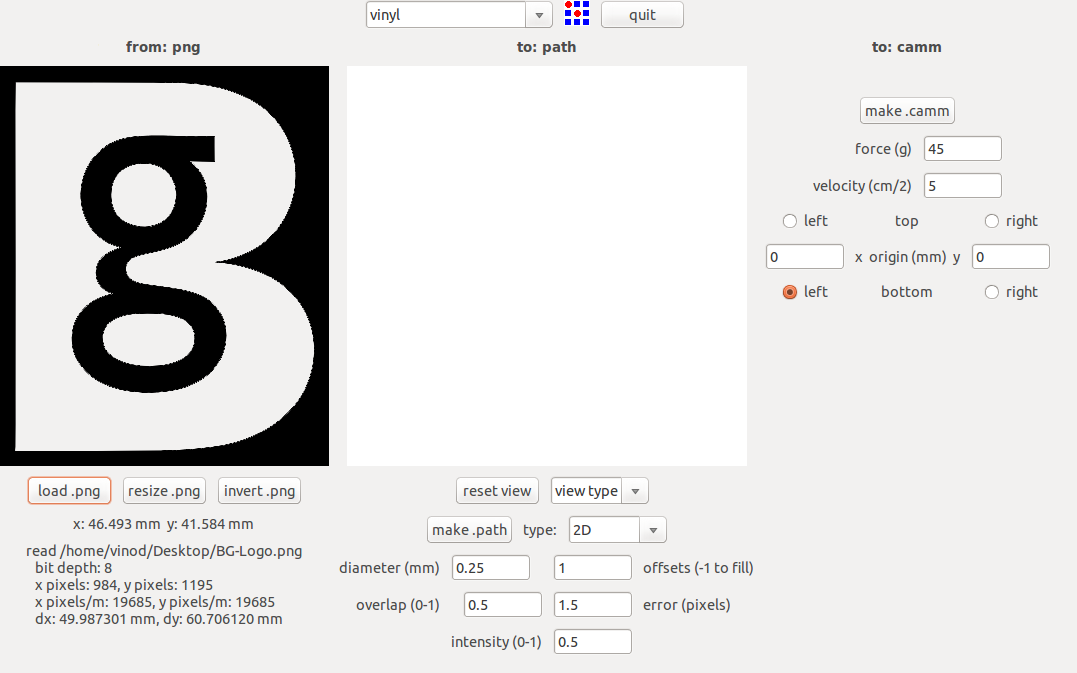 vinyl quit
from: png to: path to: camm
Bg
make .camm
force (g) 45
velocity (cm/2) 5
left top right
0 x origin (mm) y 0
left bottom right
load .png resize .png invert .png reset view view type
x: 46.493 mm y: 41.584 mm make .path type: 2D
read /home/vinod/Desktop/BG-Logo.png
bit depth: 8
x pixels: 984, y pixels: 1195
x pixels/m: 19685, y pixels/m: 19685
dx: 49.987301 mm, dy: 60.706120 mm
diameter (mm) 0.25 1 offsets (-1 to fill)
overlap (0-1) 0.5 1.5 error (pixels)
intensity (0-1) 0.5